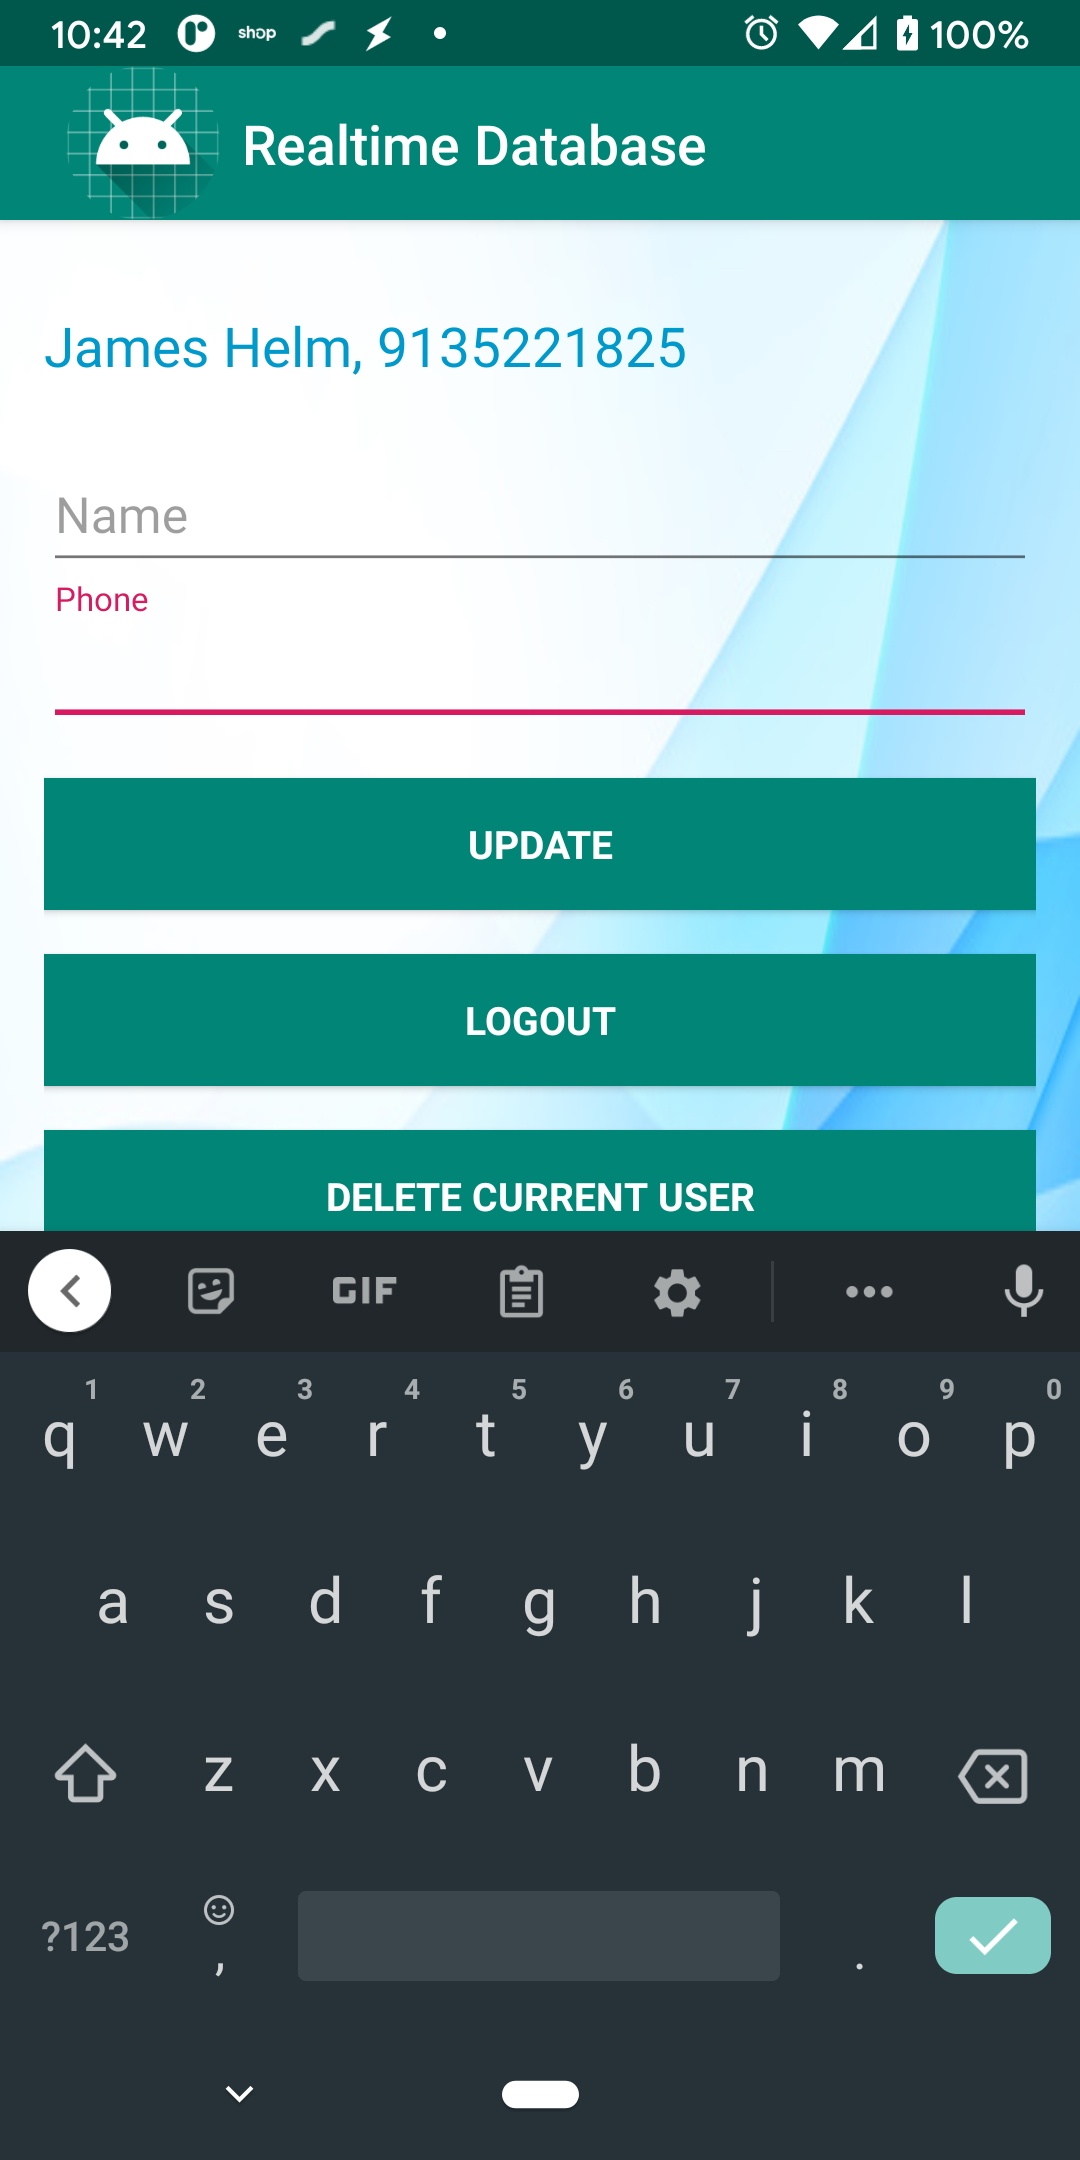 10:42 shop 100%
Realtime Database
James Helm, 9135221825
Name
Phone
UPDATE
LOGOUT
DELETE CURRENT USER
GIF
1 2 3 4 5 6 7 8 9 0
q w e r t y u i o p
a s d f g h j k l
z x c v b n m
?123 , .